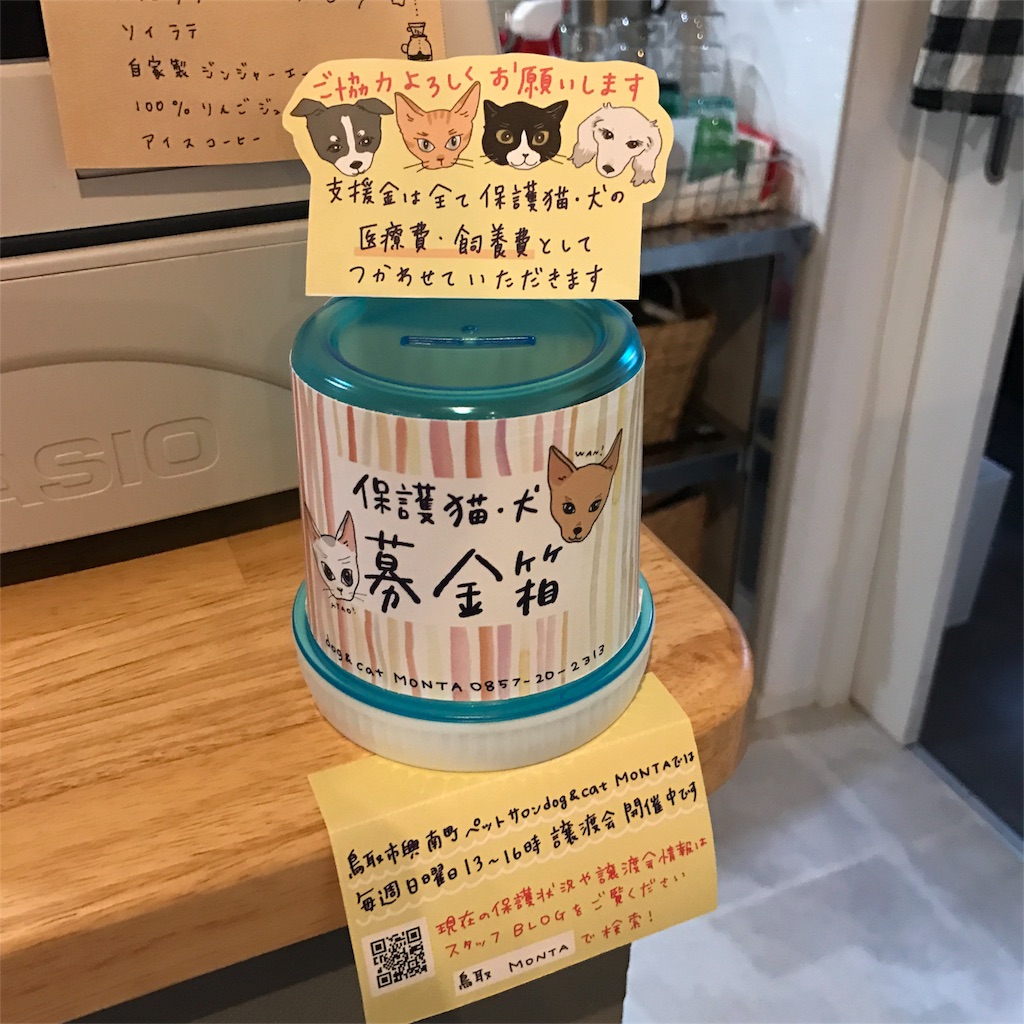 ソイラテ
自家製 ジンジャーエー
100% りんごジュ
アイスコーヒー
ご協力よろしくお願いします
支援金は全て保護猫・犬の
医療費・飼養費として
つかわせていただきます
ASIO
WAN!
保護猫・犬
募金箱
dog&cat MONTA 0857-20-2313
鳥取市興南町ペットサロンdog&cat MONTAでは
毎週日曜日13〜16時 譲渡会 開催中です
現在の保護状況や譲渡会情報は
スタッフBLOGをご覧ください
鳥取 MONTA で検索!